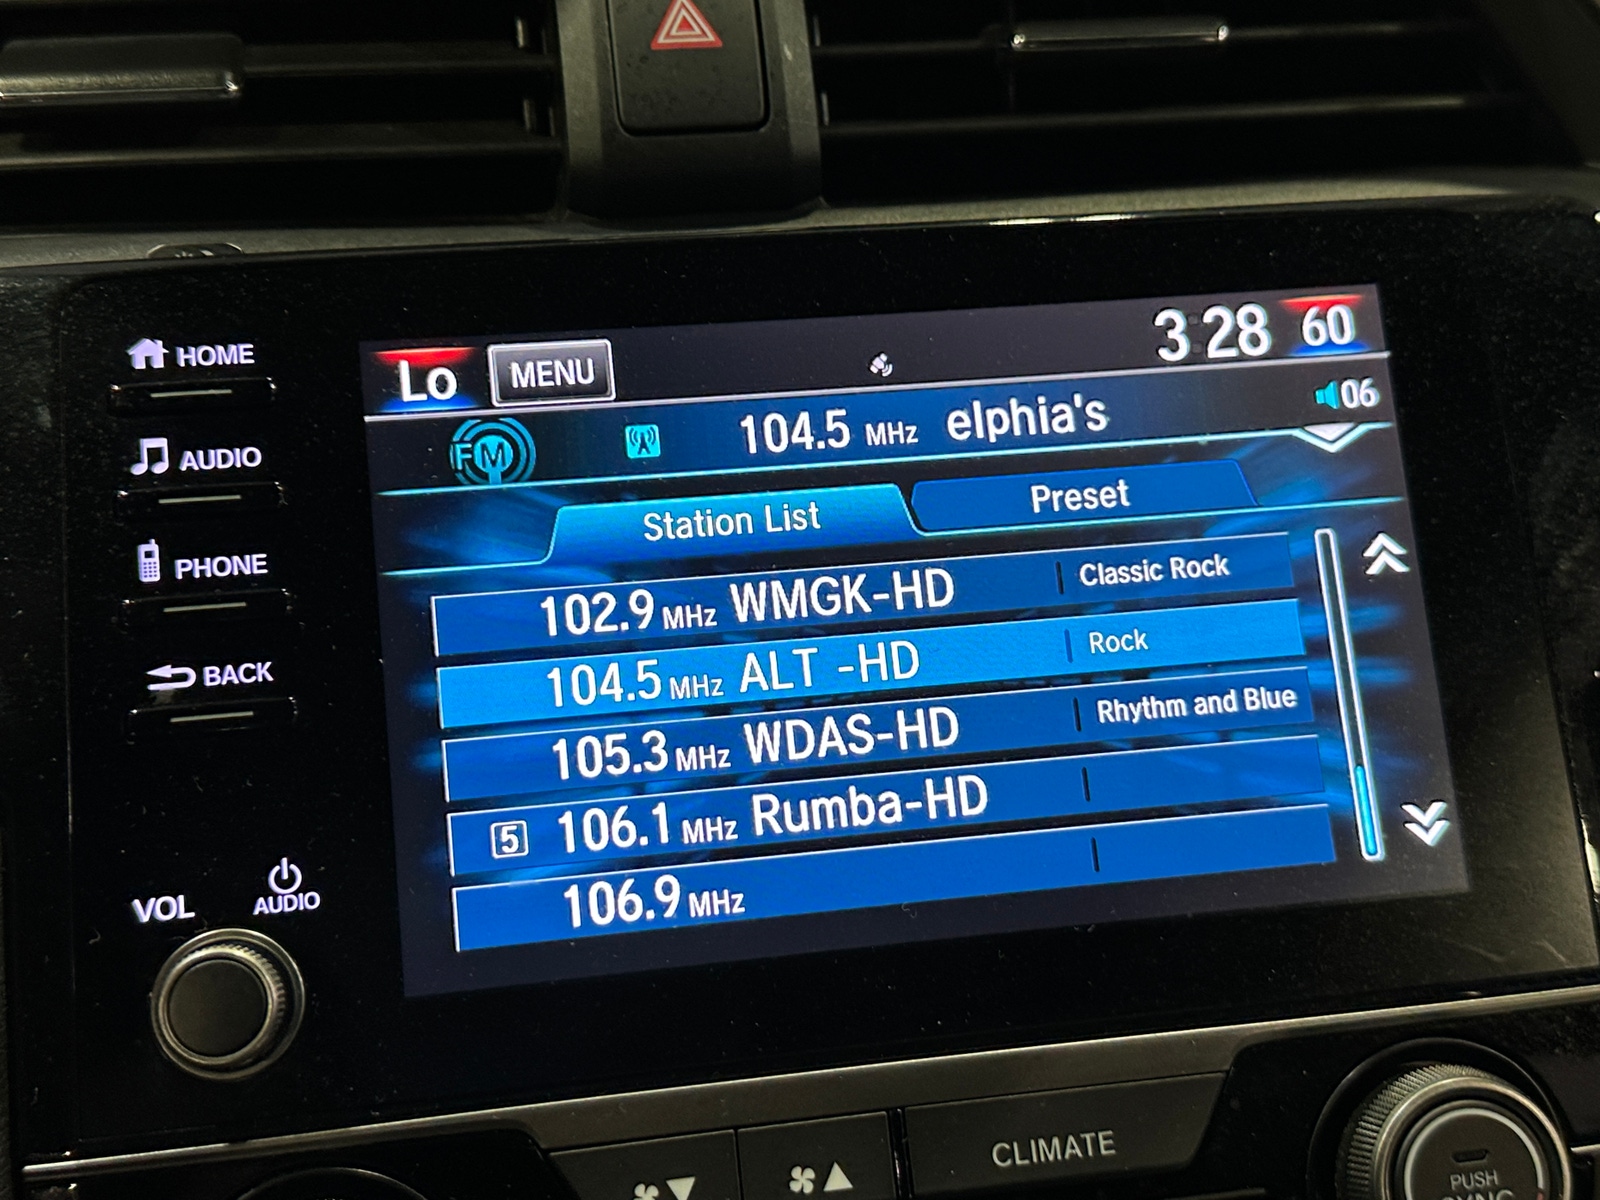 HOME
AUDIO
PHONE
BACK
VOL
AUDIO
Lo
MENU
3:28
60
FM
104.5 MHz elphia's
06
Station List
Preset
102.9 MHz WMGK-HD Classic Rock
104.5 MHz ALT -HD Rock
105.3 MHz WDAS-HD Rhythm and Blue
5 106.1 MHz Rumba-HD
106.9 MHz
CLIMATE
PUSH